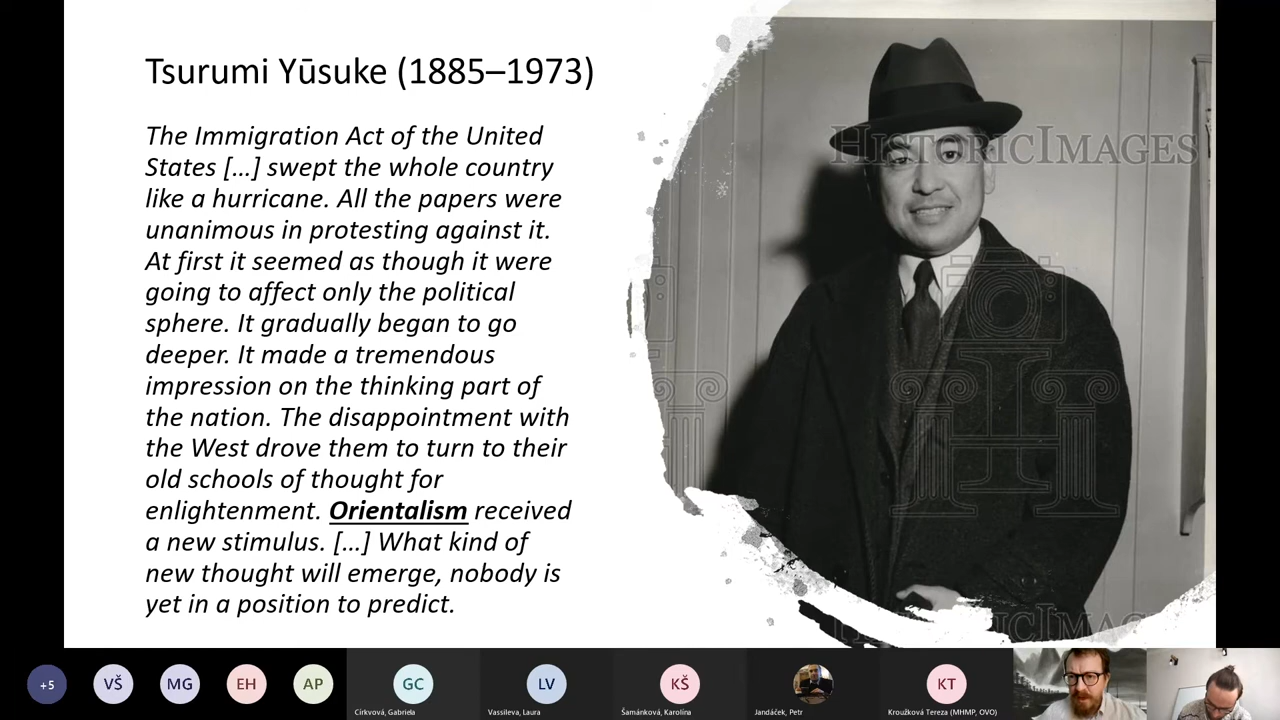 Tsurumi Yūsuke (1885–1973)
The Immigration Act of the United
States […] swept the whole country
like a hurricane. All the papers were
unanimous in protesting against it.
At first it seemed as though it were
going to affect only the political
sphere. It gradually began to go
deeper. It made a tremendous
impression on the thinking part of
the nation. The disappointment with
the West drove them to turn to their
old schools of thought for
enlightenment. Orientalism received
a new stimulus. […] What kind of
new thought will emerge, nobody is
yet in a position to predict.
HISTORICIMAGES
+5
VŠ
MG
EH
AP
GC
LV
KŠ
KT
Církvová, Gabriela
Vassileva, Laura
Šamánková, Karolína
Jandáček, Petr
Kroužková Tereza (MHMP, OVO)